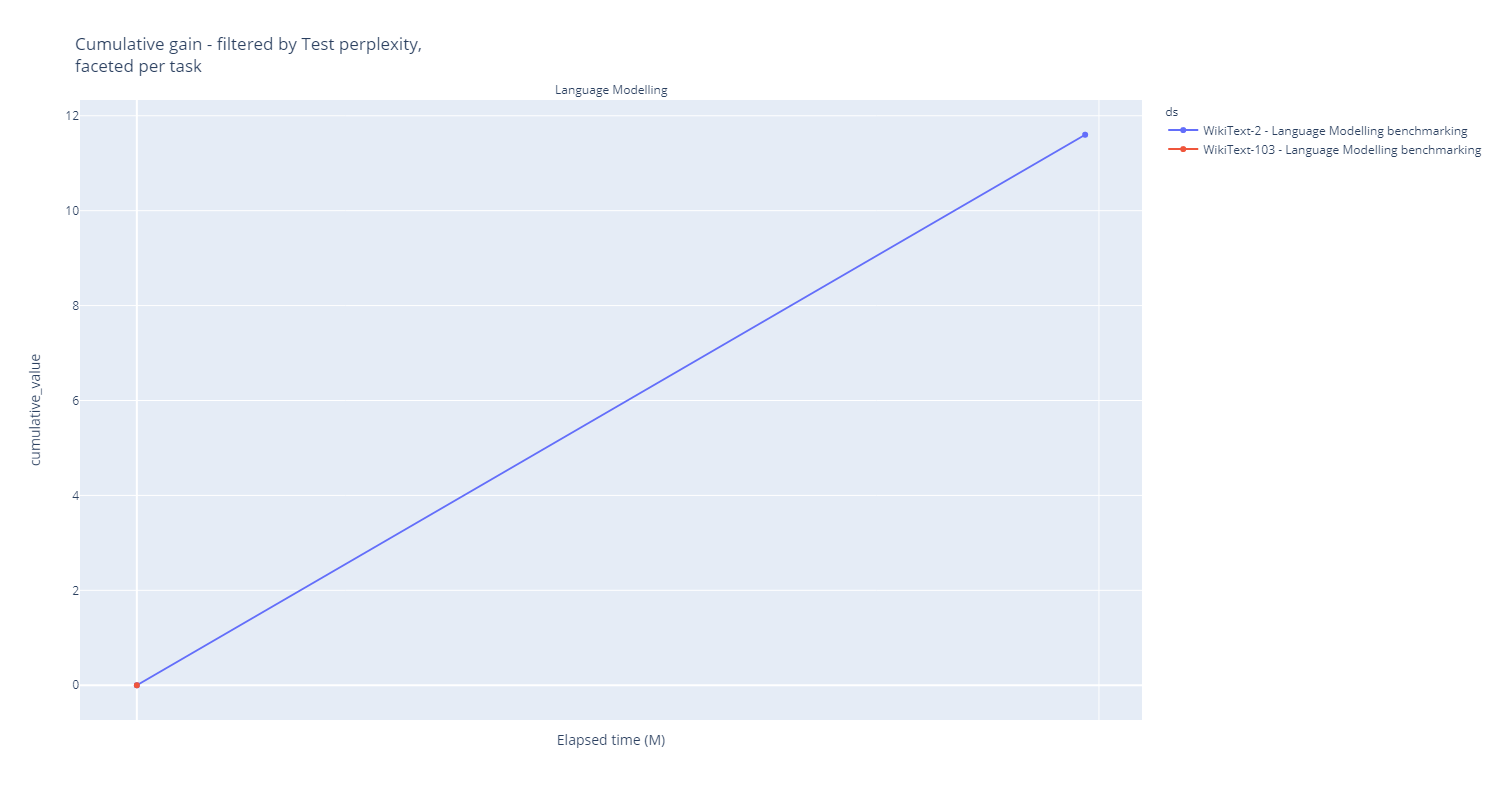 Cumulative gain - filtered by Test perplexity,
faceted per task
Language Modelling
ds
WikiText-2 - Language Modelling benchmarking
WikiText-103 - Language Modelling benchmarking
12
10
8
6
4
2
0
cumulative_value
Elapsed time (M)